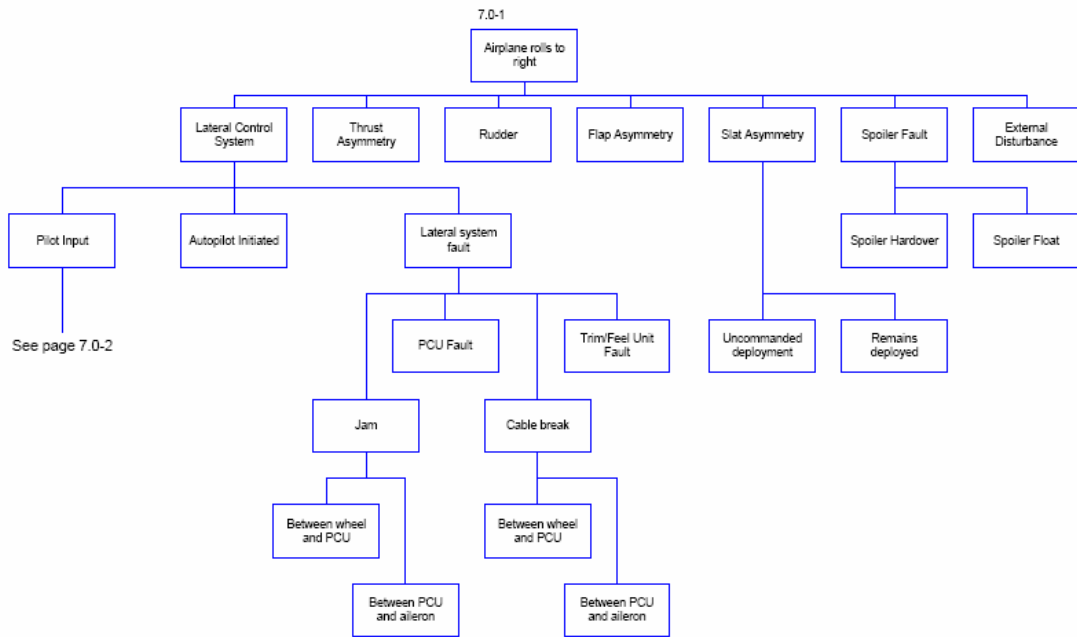 7.0-1
Airplane rolls to
right
Lateral Control
System
Thrust
Asymmetry
Rudder
Flap Asymmetry
Slat Asymmetry
Spoiler Fault
External
Disturbance
Pilot Input
Autopilot Initiated
Lateral system
fault
Spoiler Hardover
Spoiler Float
See page 7.0-2
PCU Fault
Trim/Feel Unit
Fault
Uncommanded
deployment
Remains
deployed
Jam
Cable break
Between wheel
and PCU
Between wheel
and PCU
Between PCU
and aileron
Between PCU
and aileron